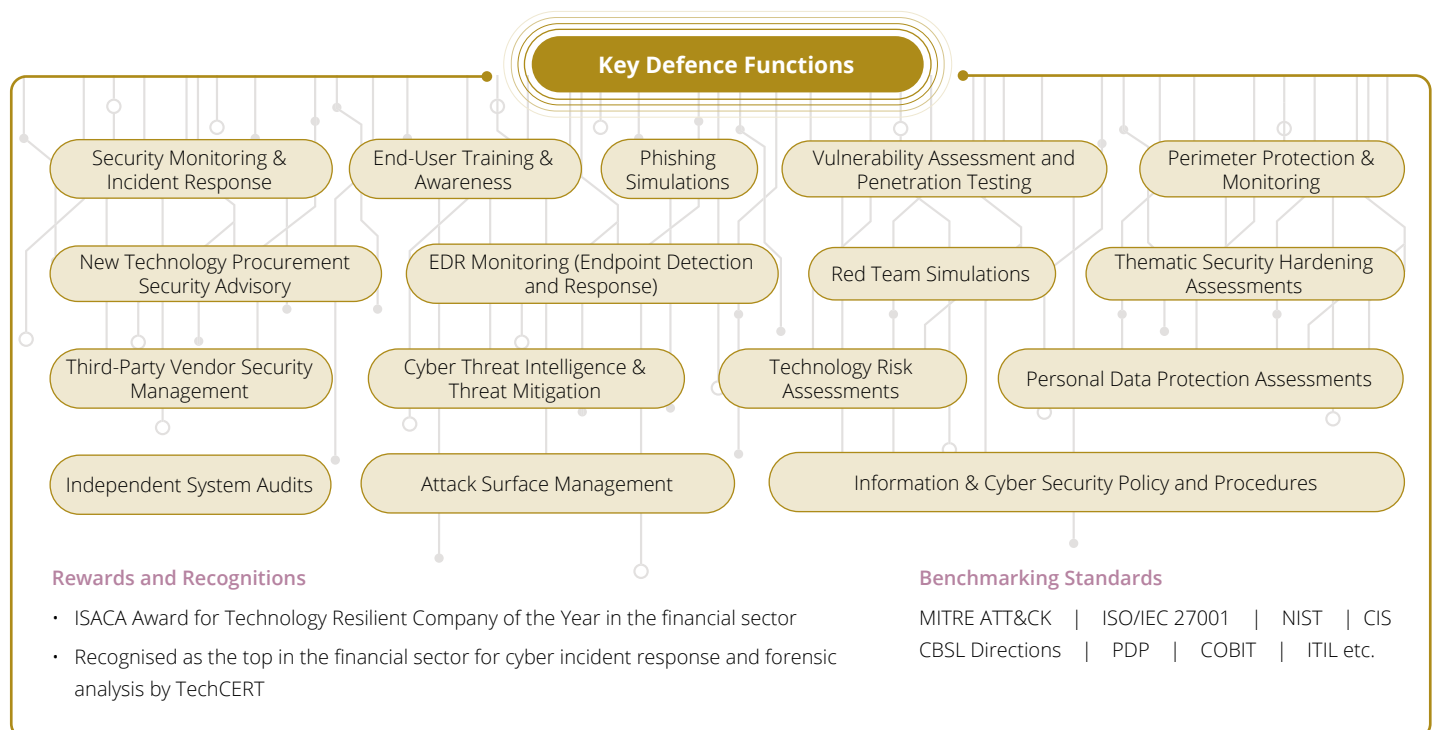 Key Defence Functions
Security Monitoring &
Incident Response
End-User Training &
Awareness
Phishing
Simulations
Vulnerability Assessment and
Penetration Testing
Perimeter Protection &
Monitoring
New Technology Procurement
Security Advisory
EDR Monitoring (Endpoint Detection
and Response)
Red Team Simulations
Thematic Security Hardening
Assessments
Third-Party Vendor Security
Management
Cyber Threat Intelligence &
Threat Mitigation
Technology Risk
Assessments
Personal Data Protection Assessments
Independent System Audits
Attack Surface Management
Information & Cyber Security Policy and Procedures
Rewards and Recognitions
• ISACA Award for Technology Resilient Company of the Year in the financial sector
• Recognised as the top in the financial sector for cyber incident response and forensic
analysis by TechCERT
Benchmarking Standards
MITRE ATT&CK | ISO/IEC 27001 | NIST | CIS
CBSL Directions | PDP | COBIT | ITIL etc.